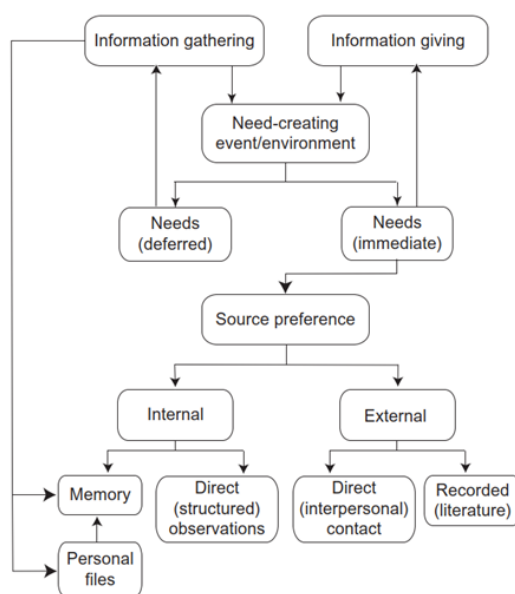 Information gathering
Information giving
Need-creating
event/environment
Needs
(deferred)
Needs
(immediate)
Source preference
Internal
External
Memory
Direct
(structured)
observations
Direct
(interpersonal)
contact
Recorded
(literature)
Personal
files